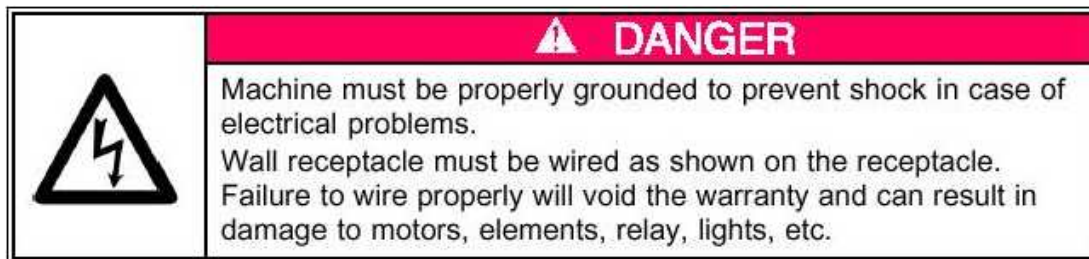 DANGER
Machine must be properly grounded to prevent shock in case of
electrical problems.
Wall receptacle must be wired as shown on the receptacle.
Failure to wire properly will void the warranty and can result in
damage to motors, elements, relay, lights, etc.